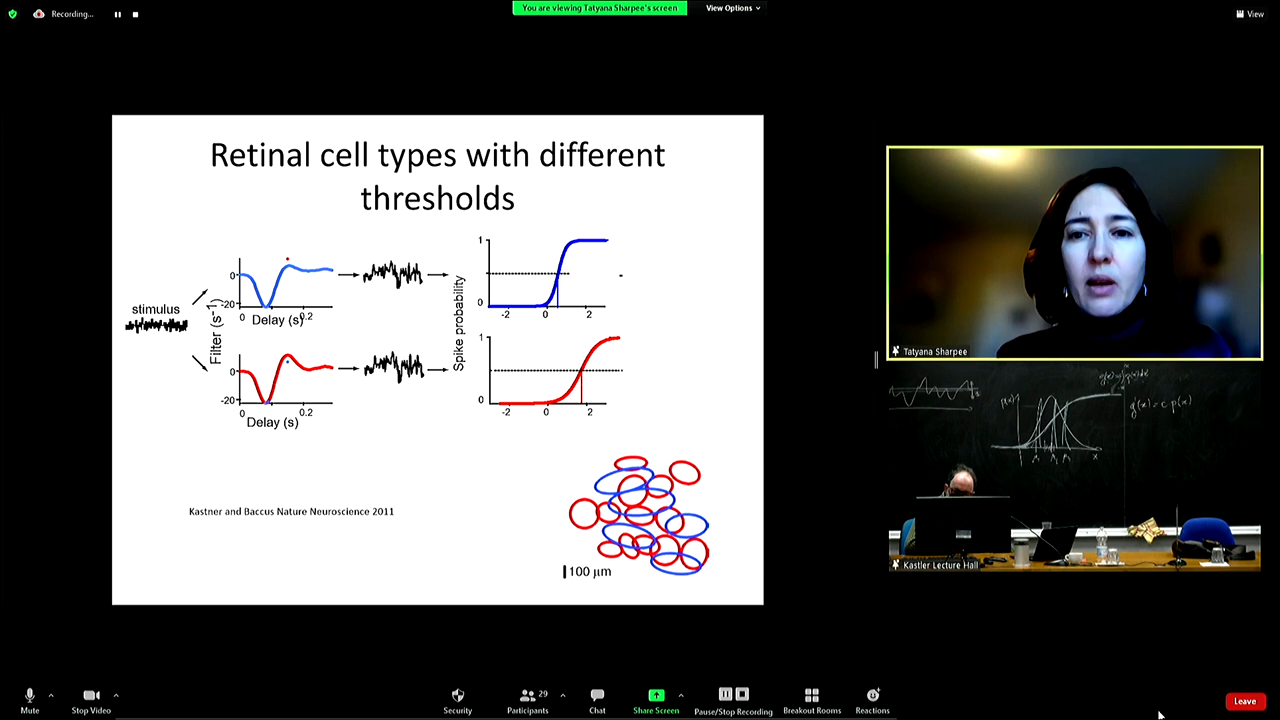 Recording...
You are viewing Tatyana Sharpee's screen
View Options
View
Retinal cell types with different
thresholds
stimulus
Filter (s-1)
0
-20
0
0.2
Delay (s)
0
-20
0
0.2
Delay (s)
Spike probability
1
0
-2
0
2
1
0
-2
0
2
Kastner and Baccus Nature Neuroscience 2011
100 μm
Tatyana Sharpee
g'(x) = c p(x)
Kastler Lecture Hall
Mute
Stop Video
Security
29
Participants
Chat
Share Screen
Pause/Stop Recording
Breakout Rooms
Reactions
Leave